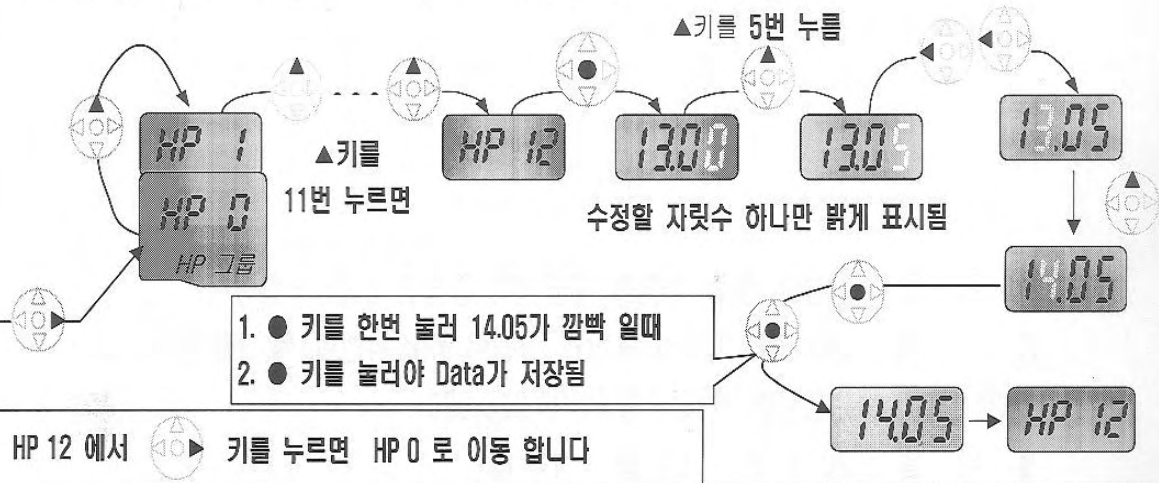 ▲키를 5번 누름
HP 1
HP 0
HP 그룹
▲키를
11번 누르면
HP 12
13.00
13.05
13.05
수정할 자릿수 하나만 밝게 표시됨
14.05
1. ● 키를 한번 눌러 14.05가 깜빡 일때
2. ● 키를 눌러야 Data가 저장됨
14.05
HP 12
HP 12 에서 ▶ 키를 누르면 HP 0 로 이동 합니다